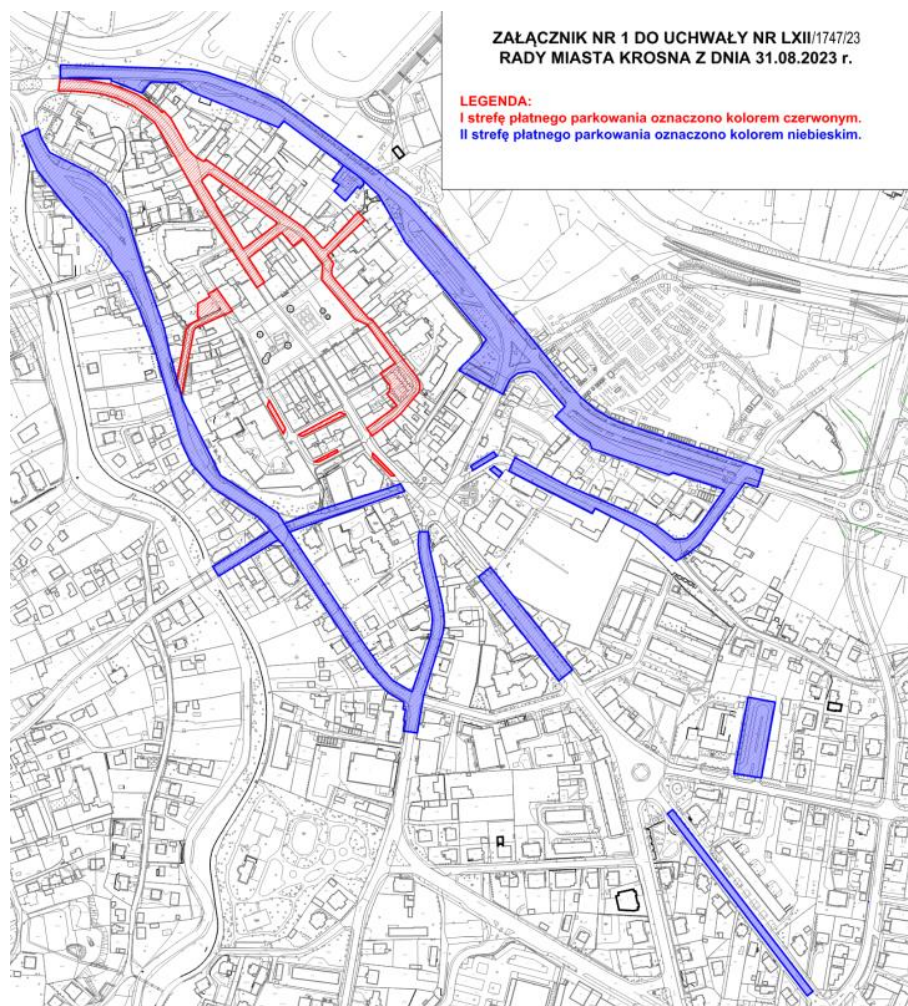 ZAŁĄCZNIK NR 1 DO UCHWAŁY NR LXII/1747/23
RADY MIASTA KROSNA Z DNIA 31.08.2023 r.
LEGENDA:
I strefę płatnego parkowania oznaczono kolorem czerwonym.
II strefę płatnego parkowania oznaczono kolorem niebieskim.